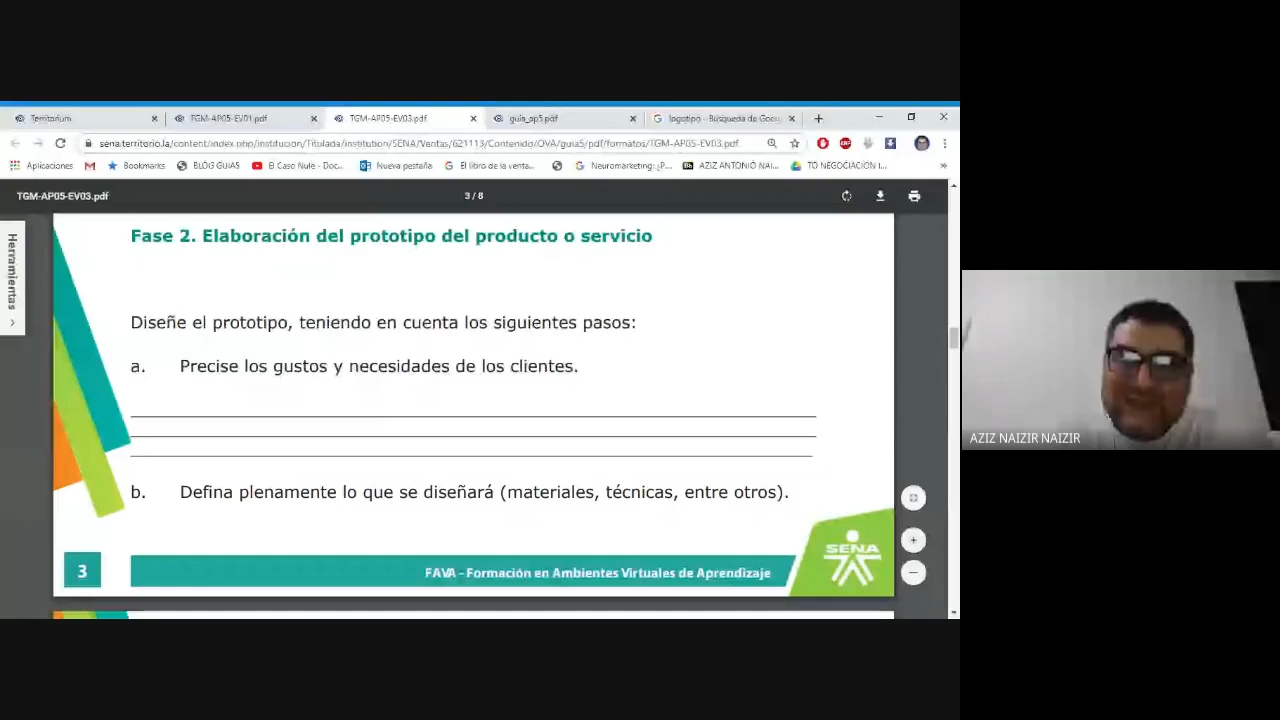 Territorium
TGM-AP05-EV01.pdf
TGM-AP05-EV03.pdf
guia_ap5.pdf
logotipo - Búsqueda de Goo
sena.territorio.la/content/index.php/institucion/Titulada/institution/SENA/Ventas/621113/Contenido/OVA/guia5/pdf/formatos/TGM-AP05-EV03.pdf
Aplicaciones
Bookmarks
BLOG GUIAS
El Caso Nule - Doc...
Nueva pestaña
El libro de la venta...
Neuromarketing:¿P...
AZIZ ANTONIO NAI...
TO NEGOCIACION I...
»
TGM-AP05-EV03.pdf
3 / 8
Herramientas
Fase 2. Elaboración del prototipo del producto o servicio
Diseñe el prototipo, teniendo en cuenta los siguientes pasos:
a. Precise los gustos y necesidades de los clientes.
b. Defina plenamente lo que se diseñará (materiales, técnicas, entre otros).
3
FAVA - Formación en Ambientes Virtuales de Aprendizaje
SENA
AZIZ NAIZIR NAIZIR